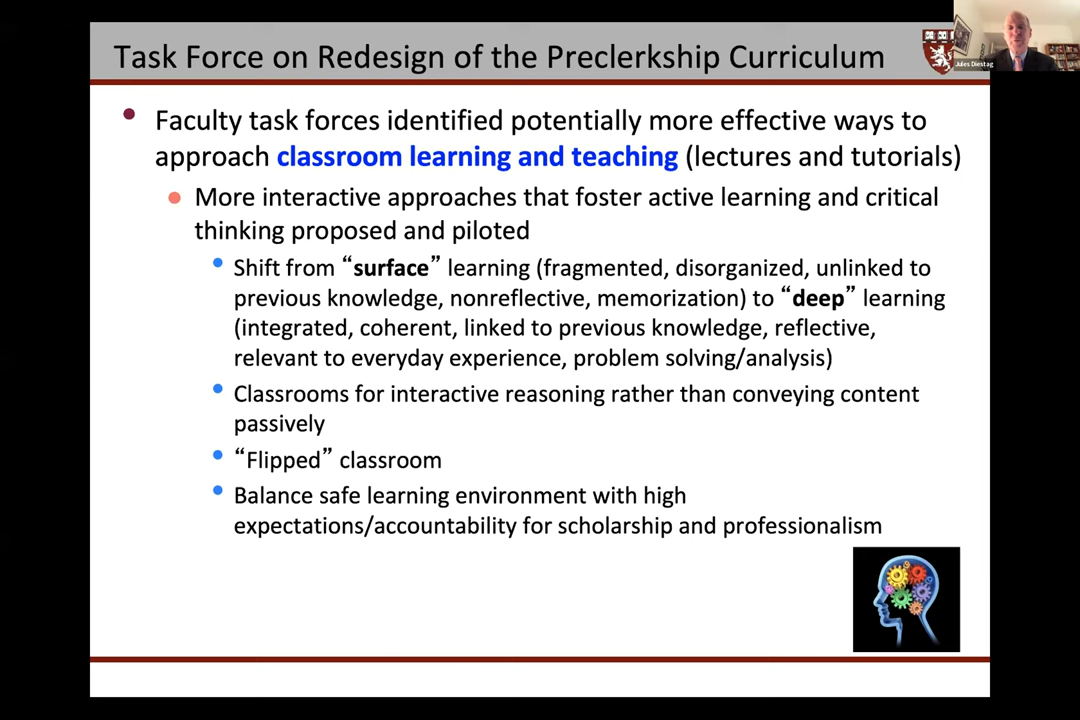 Task Force on Redesign of the Preclerkship Curriculum
Jules Dienstag
• Faculty task forces identified potentially more effective ways to
approach classroom learning and teaching (lectures and tutorials)
• More interactive approaches that foster active learning and critical
thinking proposed and piloted
• Shift from “surface” learning (fragmented, disorganized, unlinked to
previous knowledge, nonreflective, memorization) to “deep” learning
(integrated, coherent, linked to previous knowledge, reflective,
relevant to everyday experience, problem solving/analysis)
• Classrooms for interactive reasoning rather than conveying content
passively
• “Flipped” classroom
• Balance safe learning environment with high
expectations/accountability for scholarship and professionalism